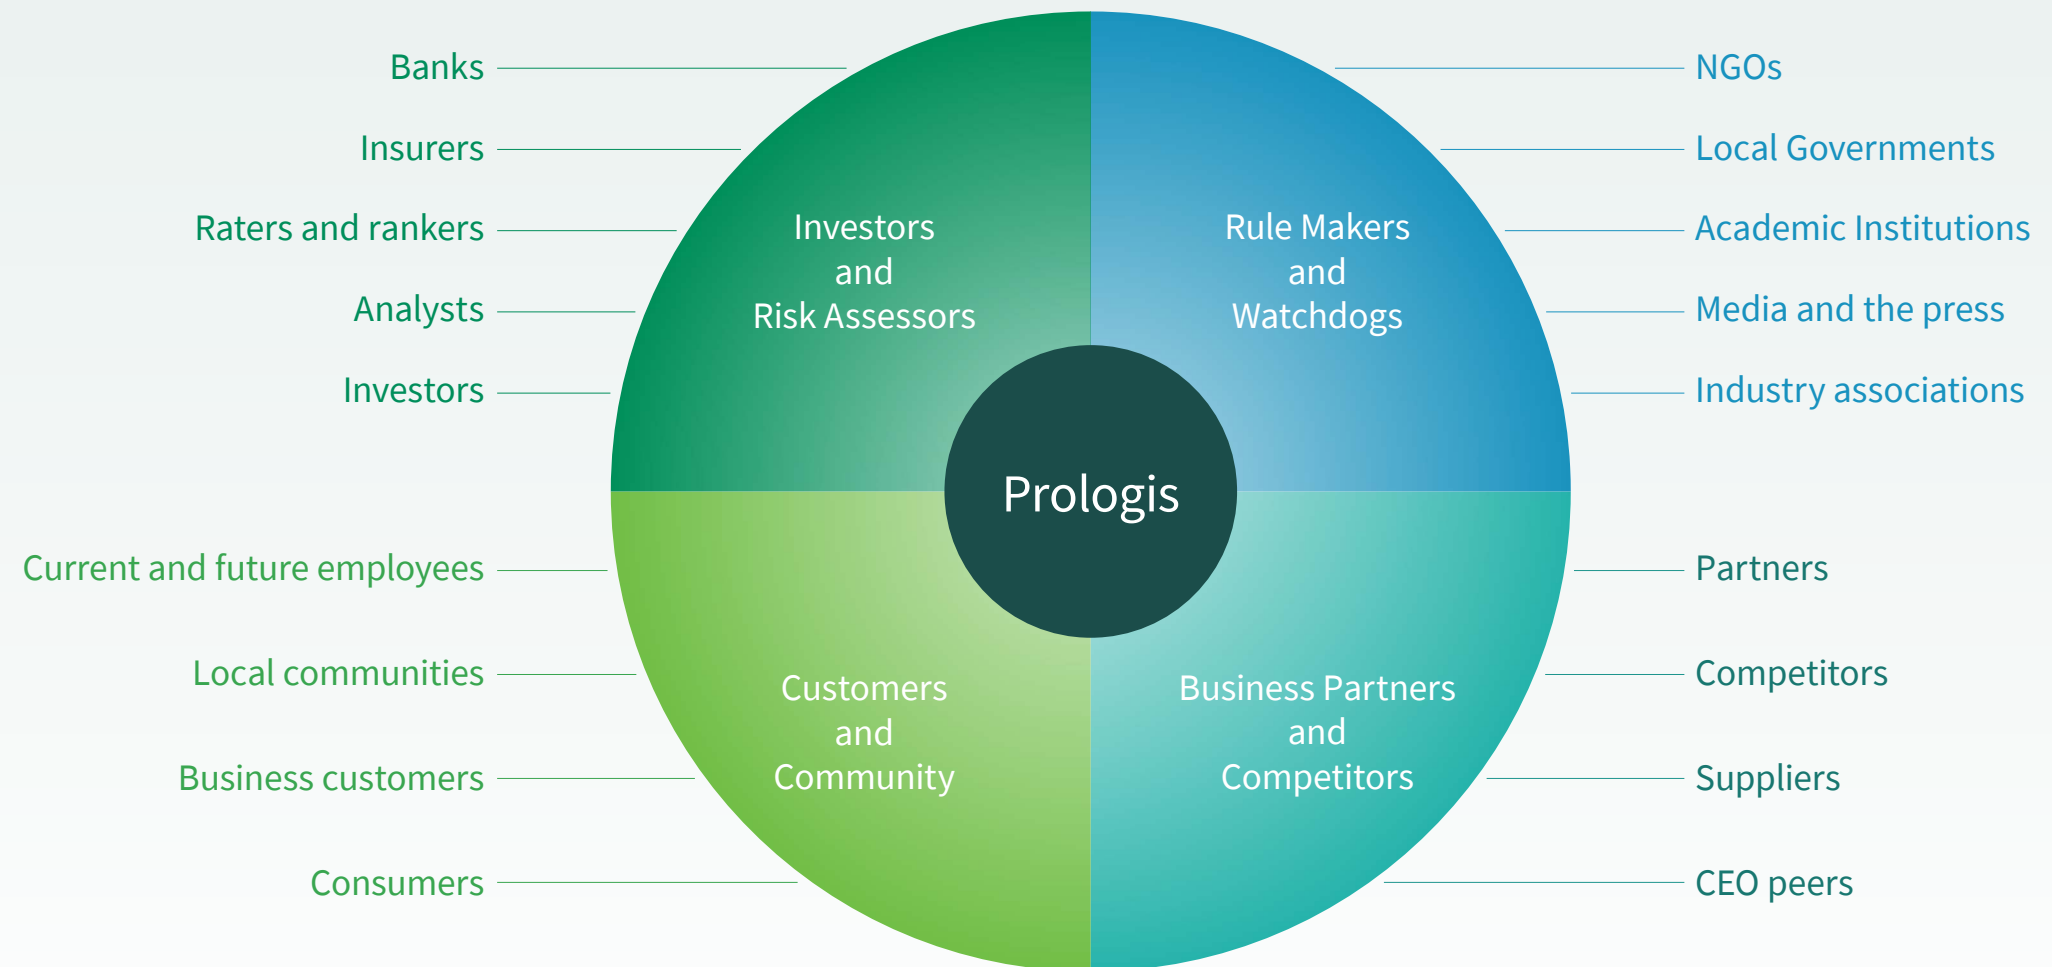 Banks
Insurers
Raters and rankers
Analysts
Investors
Investors
and
Risk Assessors
NGOs
Local Governments
Academic Institutions
Media and the press
Industry associations
Rule Makers
and
Watchdogs
Prologis
Current and future employees
Local communities
Business customers
Consumers
Customers
and
Community
Business Partners
and
Competitors
Partners
Competitors
Suppliers
CEO peers